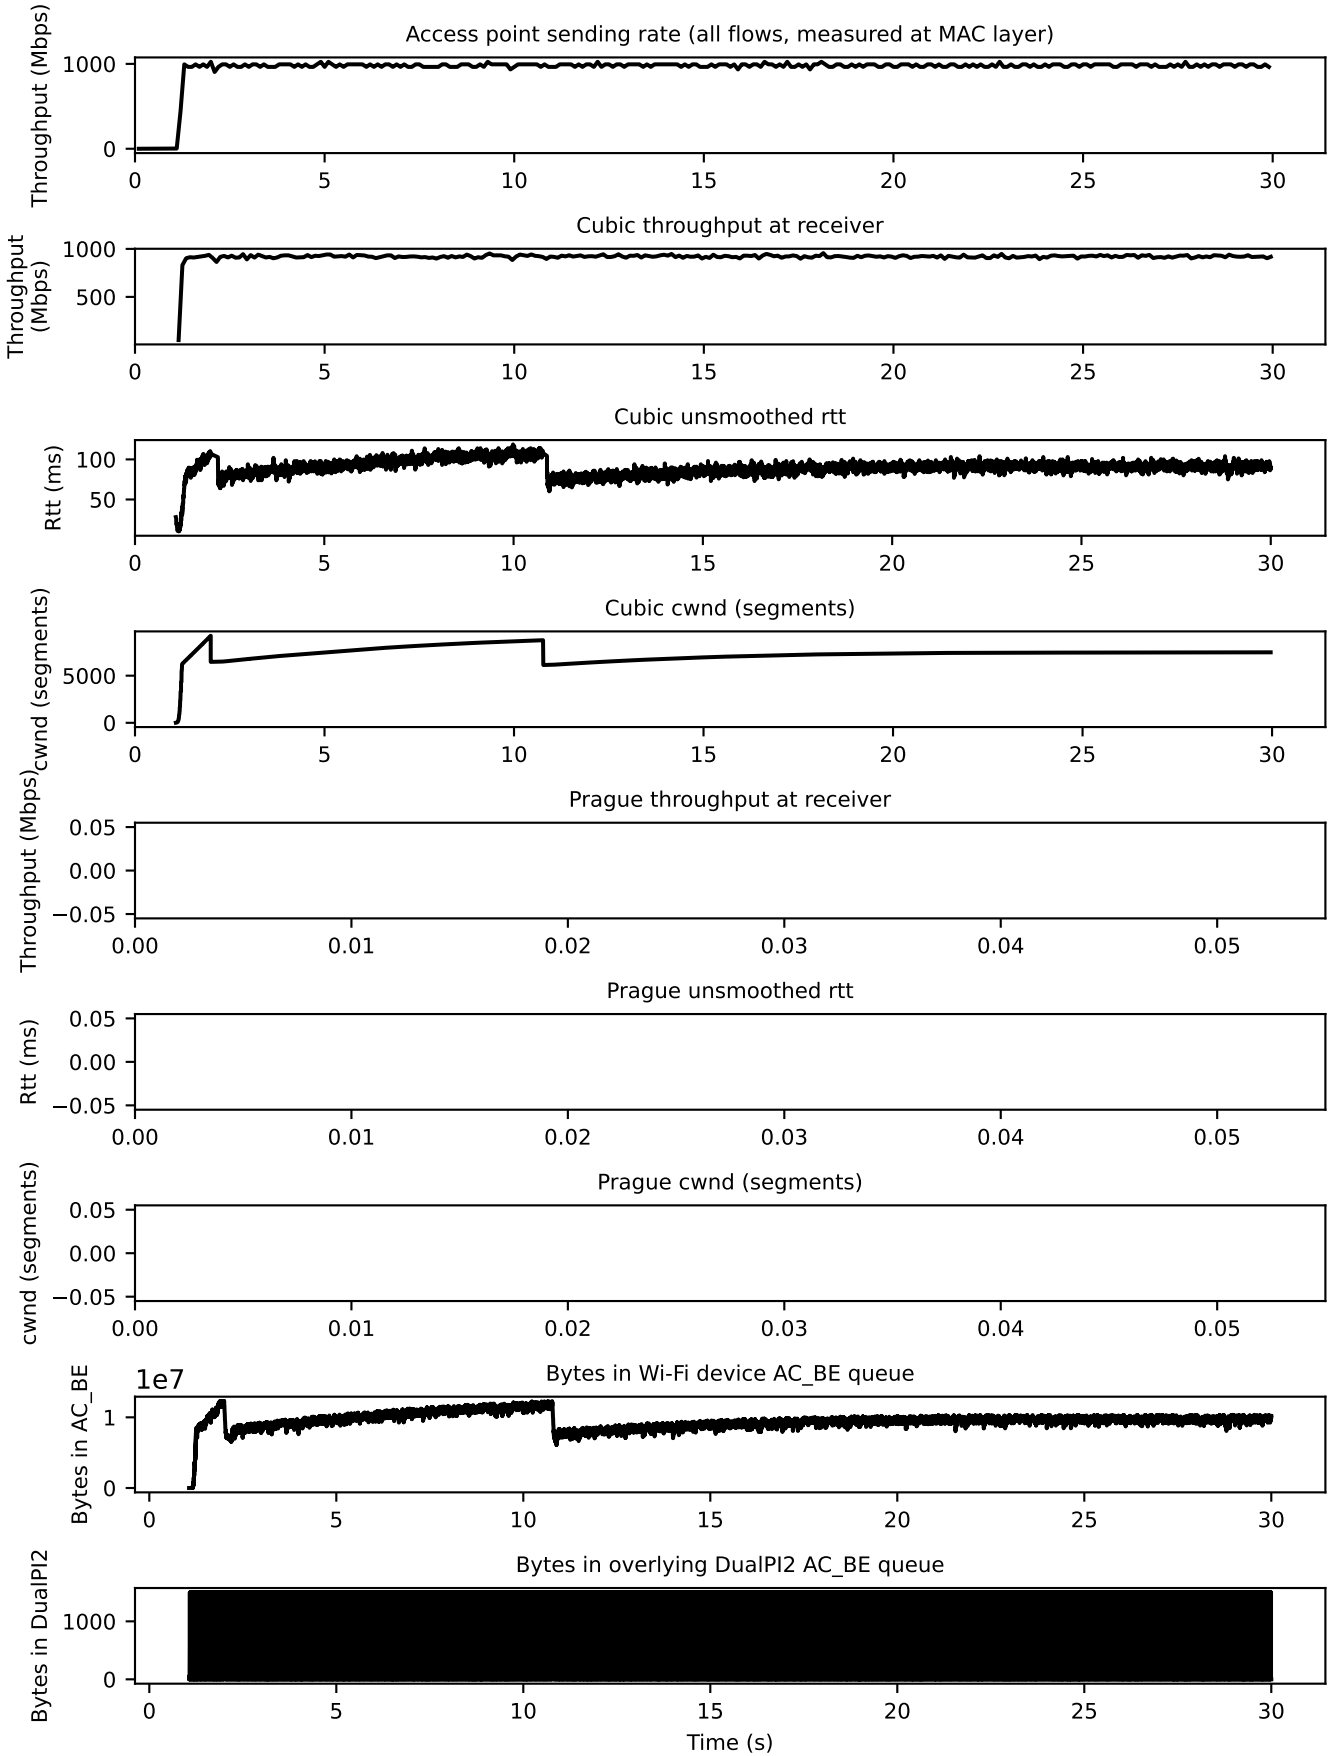 Access point sending rate (all flows, measured at MAC layer)
Throughput (Mbps)
1000
0
0 5 10 15 20 25 30
Cubic throughput at receiver
Throughput
(Mbps)
1000
500
0 5 10 15 20 25 30
Cubic unsmoothed rtt
Rtt (ms)
100
50
0 5 10 15 20 25 30
Cubic cwnd (segments)
cwnd (segments)
5000
0
0 5 10 15 20 25 30
Prague throughput at receiver
Throughput (Mbps)
0.05
0.00
−0.05
0.00 0.01 0.02 0.03 0.04 0.05
Prague unsmoothed rtt
Rtt (ms)
0.05
0.00
−0.05
0.00 0.01 0.02 0.03 0.04 0.05
Prague cwnd (segments)
cwnd (segments)
0.05
0.00
−0.05
0.00 0.01 0.02 0.03 0.04 0.05
Bytes in Wi-Fi device AC_BE queue
1e7
Bytes in AC_BE
1
0
0 5 10 15 20 25 30
Bytes in overlying DualPI2 AC_BE queue
Bytes in DualPI2
1000
0
0 5 10 15 20 25 30
Time (s)